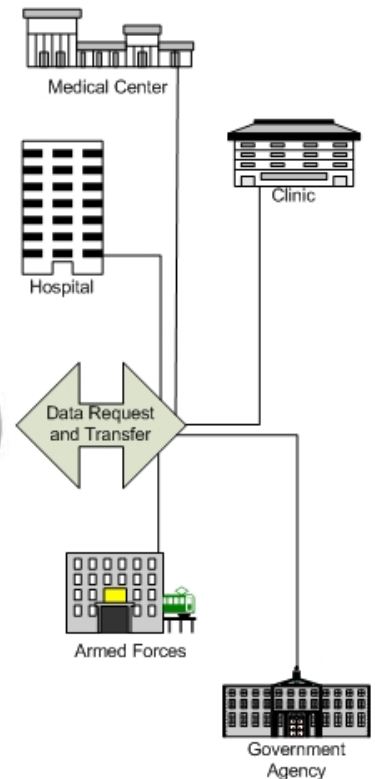 Medical Center
Clinic
Hospital
Data Request
and Transfer
Armed Forces
Government
Agency